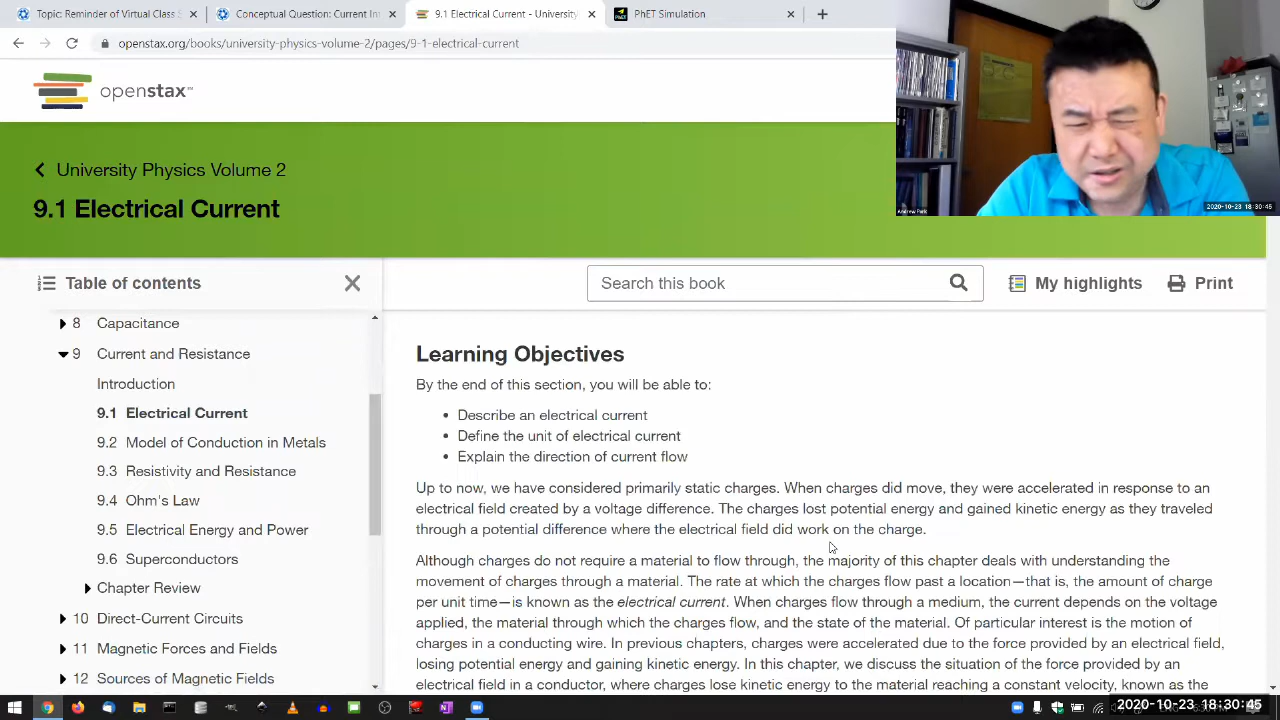 Topic: Reminder of Virtual Class S
Conceptual Question: Current In
9.1 Electrical Current - University
PhET Simulation
openstax.org/books/university-physics-volume-2/pages/9-1-electrical-current
openstax™
University Physics Volume 2
9.1 Electrical Current
Andrew Park
2020-10-23 18:30:45
Table of contents
Search this book
My highlights
Print
8 Capacitance
9 Current and Resistance
Introduction
9.1 Electrical Current
9.2 Model of Conduction in Metals
9.3 Resistivity and Resistance
9.4 Ohm's Law
9.5 Electrical Energy and Power
9.6 Superconductors
Chapter Review
10 Direct-Current Circuits
11 Magnetic Forces and Fields
12 Sources of Magnetic Fields
Learning Objectives
By the end of this section, you will be able to:
• Describe an electrical current
• Define the unit of electrical current
• Explain the direction of current flow
Up to now, we have considered primarily static charges. When charges did move, they were accelerated in response to an
electrical field created by a voltage difference. The charges lost potential energy and gained kinetic energy as they traveled
through a potential difference where the electrical field did work on the charge.
Although charges do not require a material to flow through, the majority of this chapter deals with understanding the
movement of charges through a material. The rate at which the charges flow past a location—that is, the amount of charge
per unit time—is known as the electrical current. When charges flow through a medium, the current depends on the voltage
applied, the material through which the charges flow, and the state of the material. Of particular interest is the motion of
charges in a conducting wire. In previous chapters, charges were accelerated due to the force provided by an electrical field,
losing potential energy and gaining kinetic energy. In this chapter, we discuss the situation of the force provided by an
electrical field in a conductor, where charges lose kinetic energy to the material reaching a constant velocity, known as the
2020-10-23 18:30:45